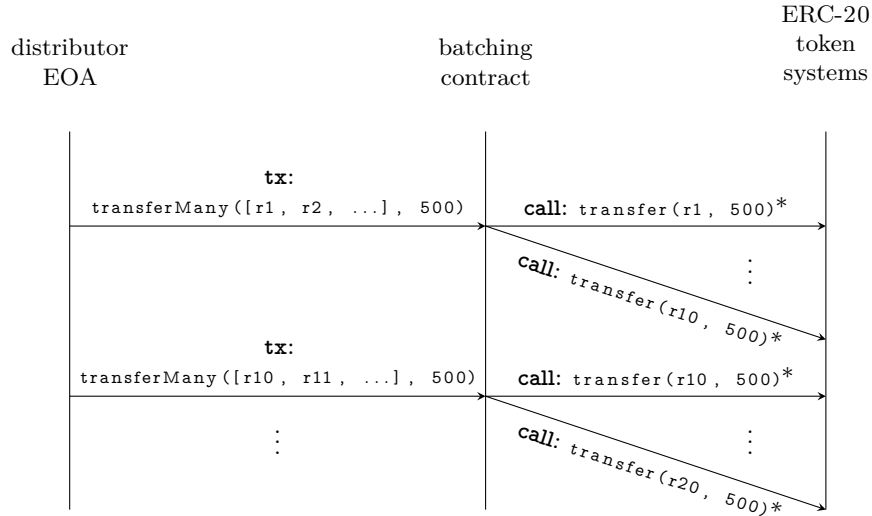 distributor
EOA
batching
contract
ERC-20
token
systems
tx:
transferMany([r1, r2, ...], 500)
call: transfer(r1, 500)*
⋮
call: transfer(r10, 500)*
tx:
transferMany([r10, r11, ...], 500)
call: transfer(r10, 500)*
⋮
⋮
call: transfer(r20, 500)*